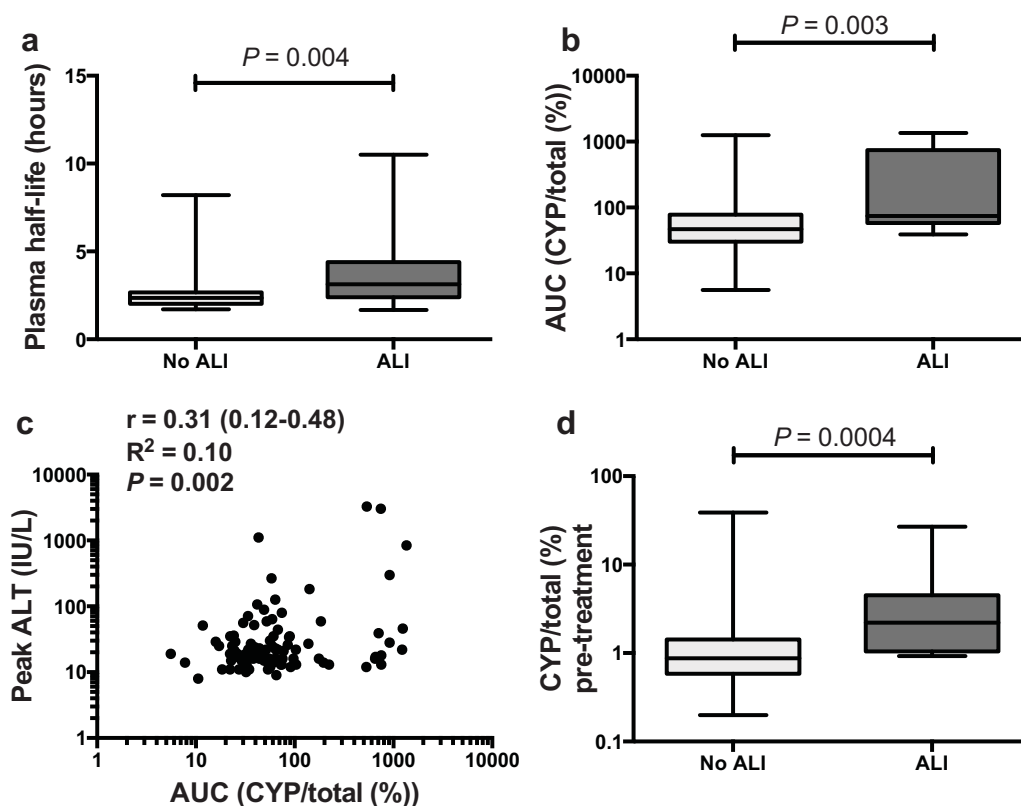 a
P = 0.004
Plasma half-life (hours)
15
10
5
0
No ALI
ALI
b
P = 0.003
AUC (CYP/total (%))
10000
1000
100
10
1
No ALI
ALI
c
r = 0.31 (0.12-0.48)
R² = 0.10
P = 0.002
Peak ALT (IU/L)
10000
1000
100
10
1
1
10
100
1000
10000
AUC (CYP/total (%))
d
P = 0.0004
CYP/total (%)
pre-treatment
100
10
1
0.1
No ALI
ALI